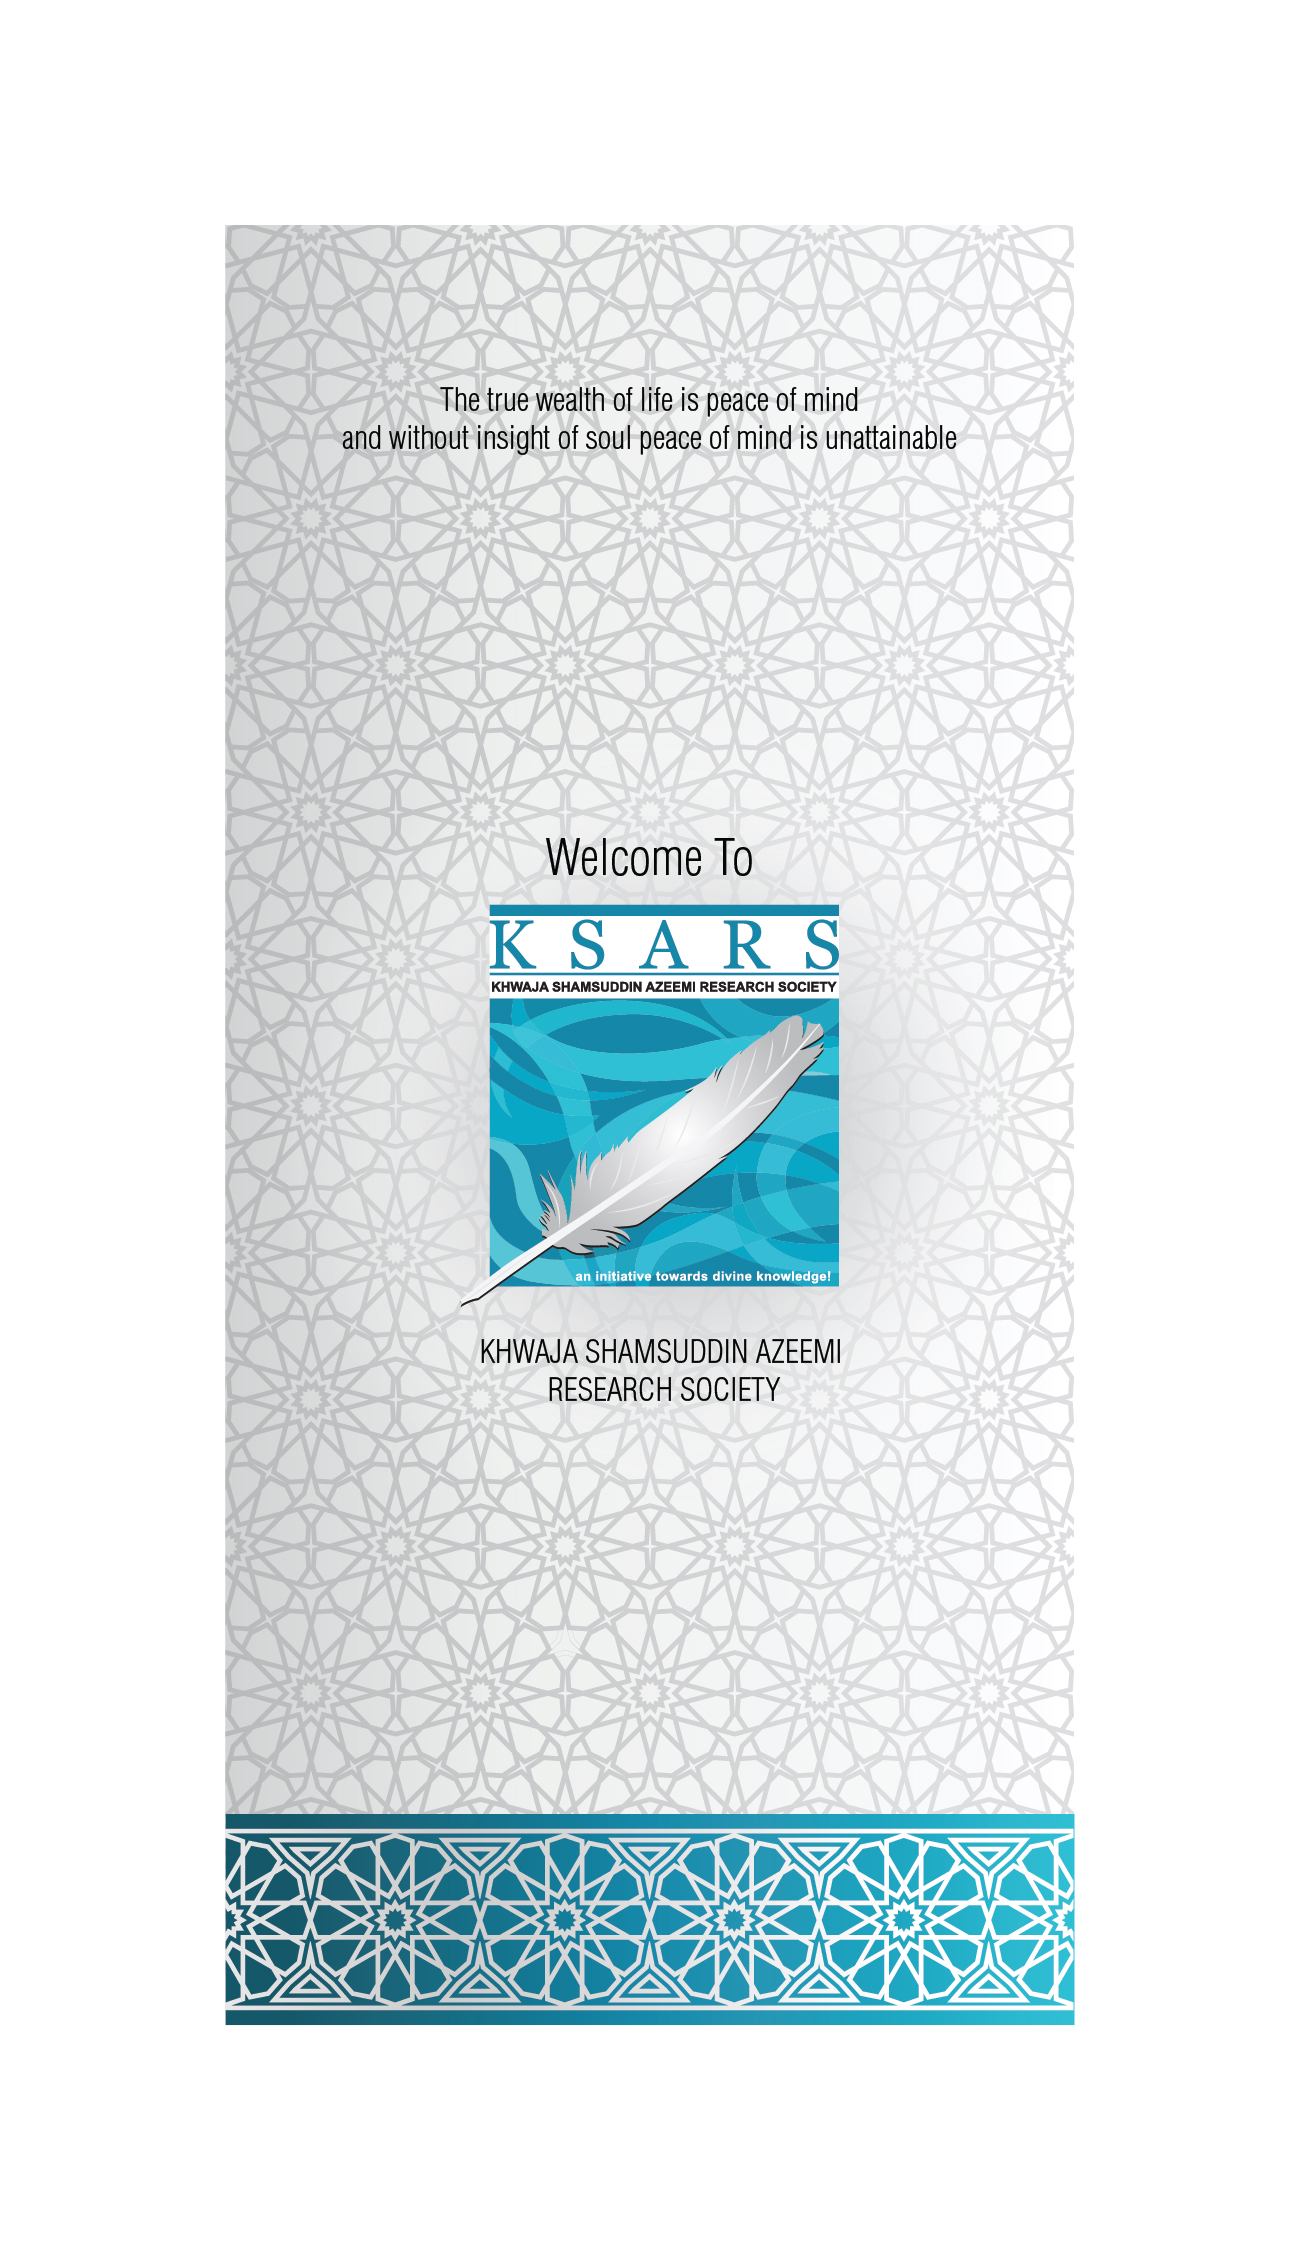 The true wealth of life is peace of mind
and without insight of soul peace of mind is unattainable
Welcome To
K S A R S
KHWAJA SHAMSUDDIN AZEEMI RESEARCH SOCIETY
an initiative towards divine knowledge!
KHWAJA SHAMSUDDIN AZEEMI
RESEARCH SOCIETY